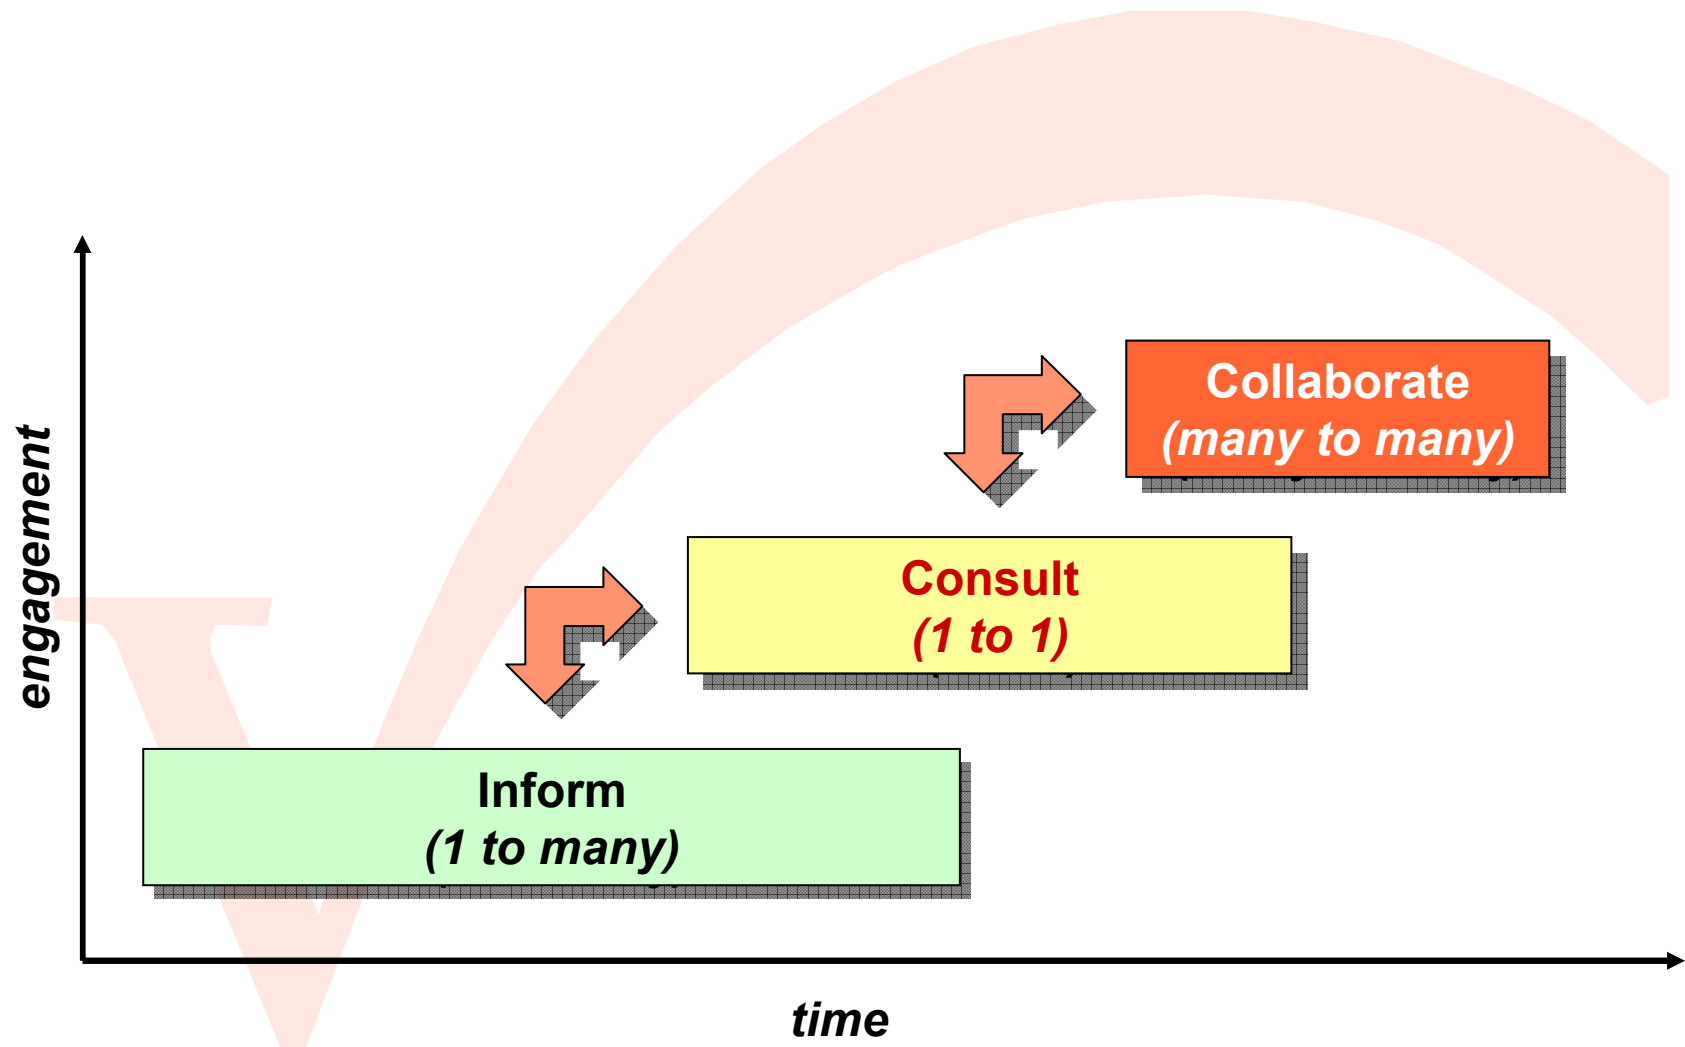 engagement
Collaborate
(many to many)
Consult
(1 to 1)
Inform
(1 to many)
time